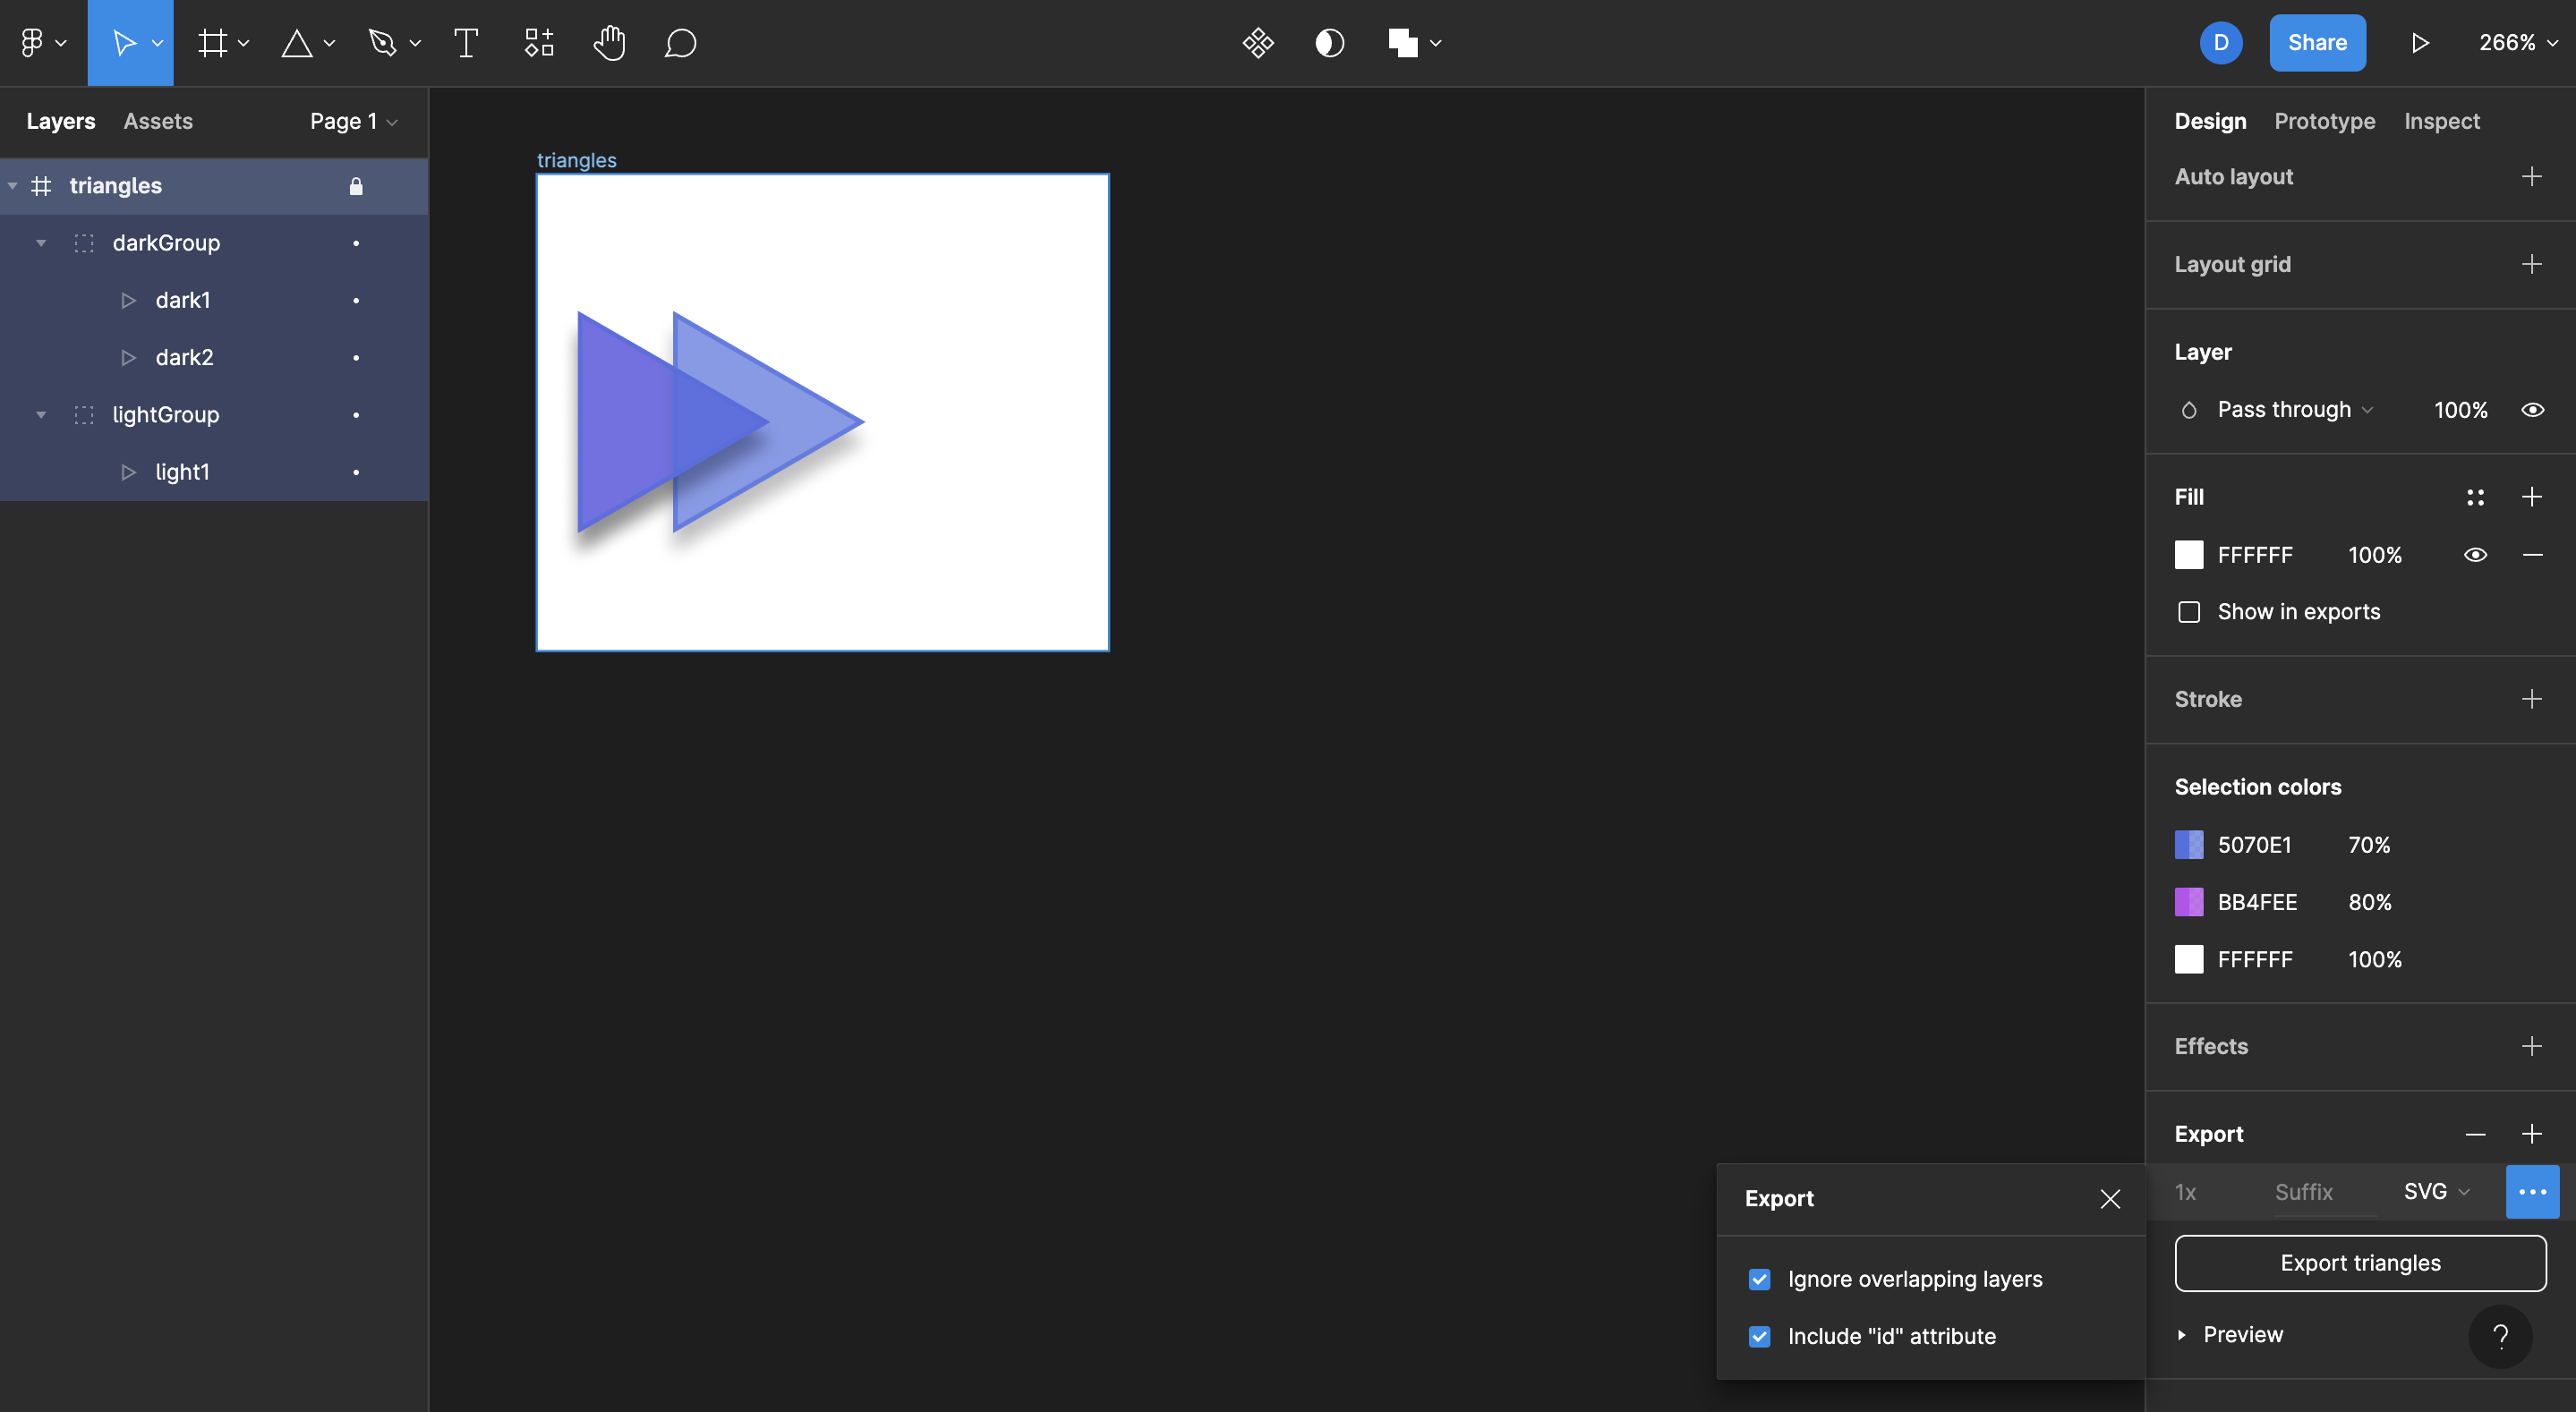 D
Share
266%
Layers
Assets
Page 1
triangles
darkGroup
dark1
dark2
lightGroup
light1
triangles
Design
Prototype
Inspect
Auto layout
Layout grid
Layer
Pass through
100%
Fill
FFFFFF
100%
Show in exports
Stroke
Selection colors
5070E1
70%
BB4FEE
80%
FFFFFF
100%
Effects
Export
1x
Suffix
SVG
Export triangles
Preview
?
Export
Ignore overlapping layers
Include "id" attribute